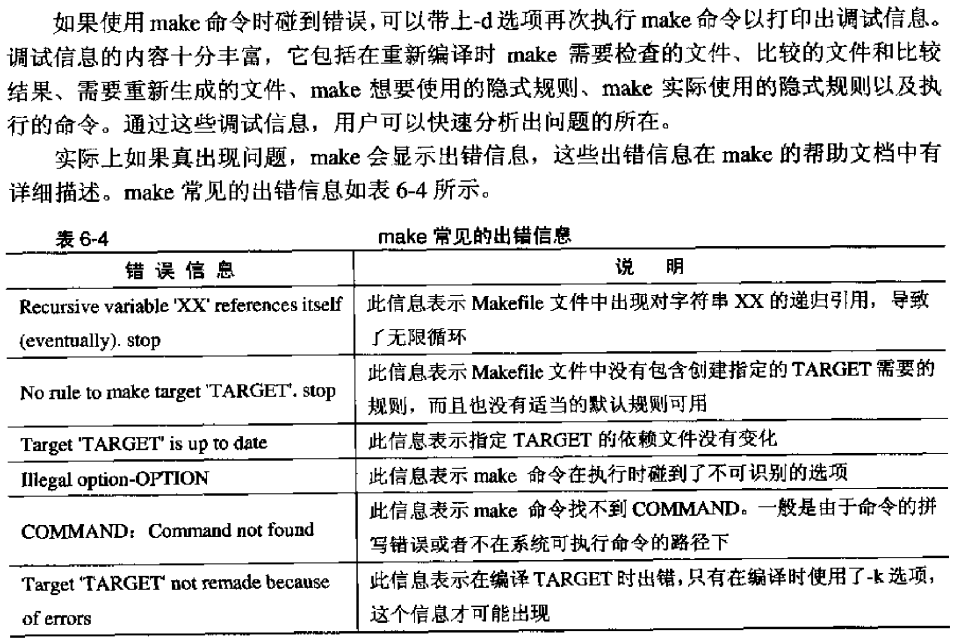 如果使用 make 命令时碰到错误,可以带上-d 选项再次执行 make 命令以打印出调试信息。
调试信息的内容十分丰富，它包括在重新编译时 make 需要检查的文件、比较的文件和比较
结果、需要重新生成的文件、make 想要使用的隐式规则、make 实际使用的隐式规则以及执
行的命令。通过这些调试信息，用户可以快速分析出问题的所在。
实际上如果真出现问题，make 会显示出错信息，这些出错信息在 make 的帮助文档中有
详细描述。make 常见的出错信息如表 6-4 所示。
表 6-4 make 常见的出错信息
错 误 信 息 说 明
Recursive variable 'XX' references itself
(eventually). stop
此信息表示 Makefile 文件中出现对字符串 XX 的递归引用，导致
了无限循环
No rule to make target 'TARGET'. stop
此信息表示 Makefile 文件中没有包含创建指定的 TARGET 需要的
规则，而且也没有适当的默认规则可用
Target 'TARGET' is up to date
此信息表示指定 TARGET 的依赖文件没有变化
Illegal option-OPTION
此信息表示 make 命令在执行时碰到了不可识别的选项
COMMAND：Command not found
此信息表示 make 命令找不到 COMMAND。一般是由于命令的拼
写错误或者不在系统可执行命令的路径下
Target 'TARGET' not remade because
of errors
此信息表示在编译 TARGET 时出错,只有在编译时使用了-k 选项，
这个信息才可能出现